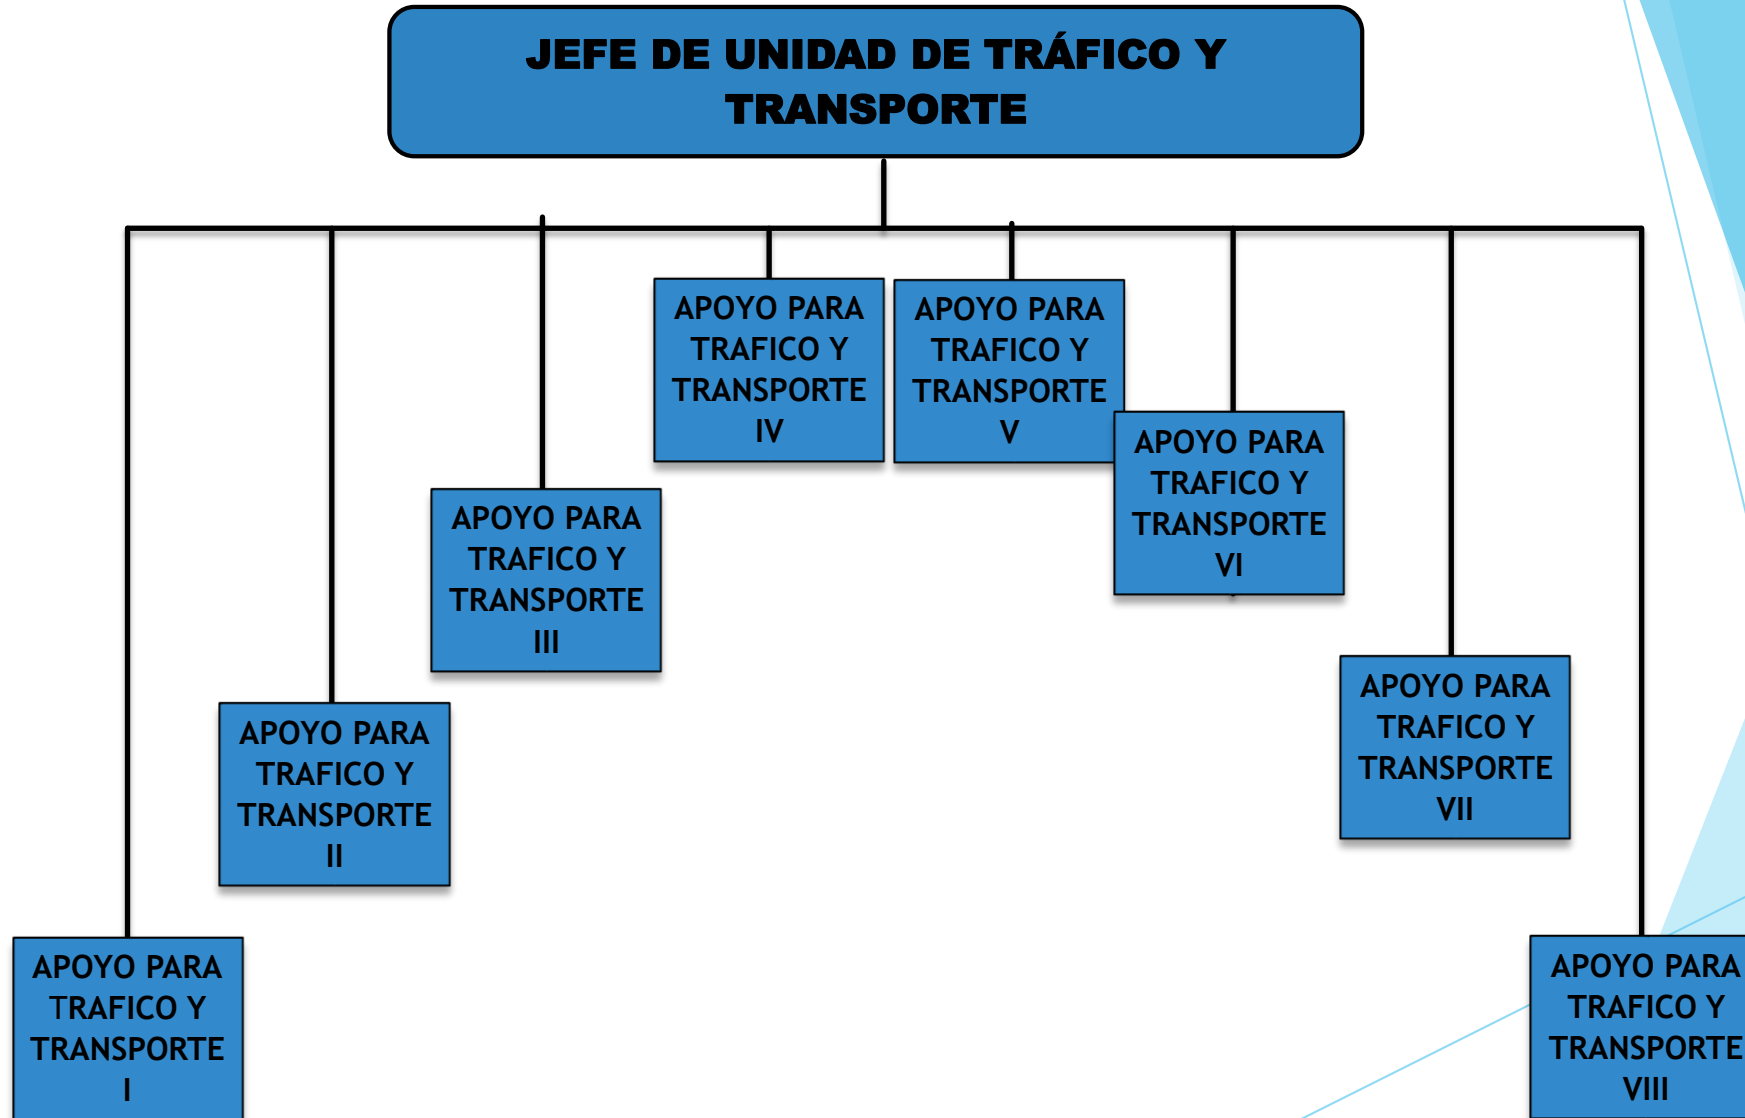 JEFE DE UNIDAD DE TRÁFICO Y
TRANSPORTE
APOYO PARA
TRAFICO Y
TRANSPORTE
I
APOYO PARA
TRAFICO Y
TRANSPORTE
II
APOYO PARA
TRAFICO Y
TRANSPORTE
III
APOYO PARA
TRAFICO Y
TRANSPORTE
IV
APOYO PARA
TRAFICO Y
TRANSPORTE
V
APOYO PARA
TRAFICO Y
TRANSPORTE
VI
APOYO PARA
TRAFICO Y
TRANSPORTE
VII
APOYO PARA
TRAFICO Y
TRANSPORTE
VIII